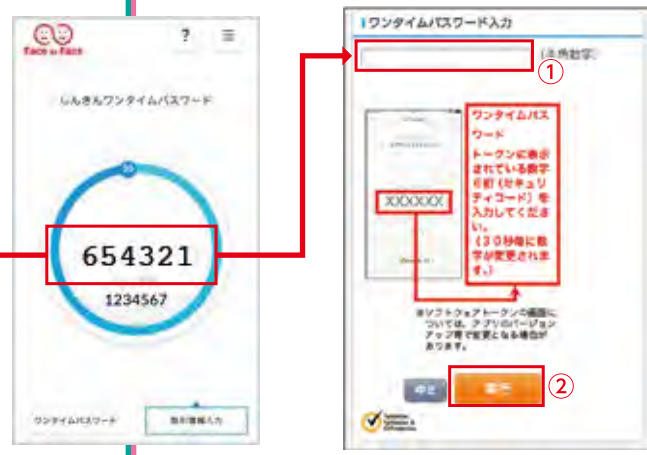 Face to Face
?
しんきんワンタイムパスワード
654321
1234567
ワンタイムパスワード
取引情報入力
ワンタイムパスワード入力
(半角数字)
①
XXXXXX
ワンタイムパス
ワード
トークンに表示
されている数字
6桁(セキュリ
ティコード)を
入力してくださ
い。
(30秒毎に数
字が変更されま
す。)
※ソフトウェアトークンの画面に
ついては、アプリのバージョン
アップ等で変更となる場合が
あります。
中止
実行
②